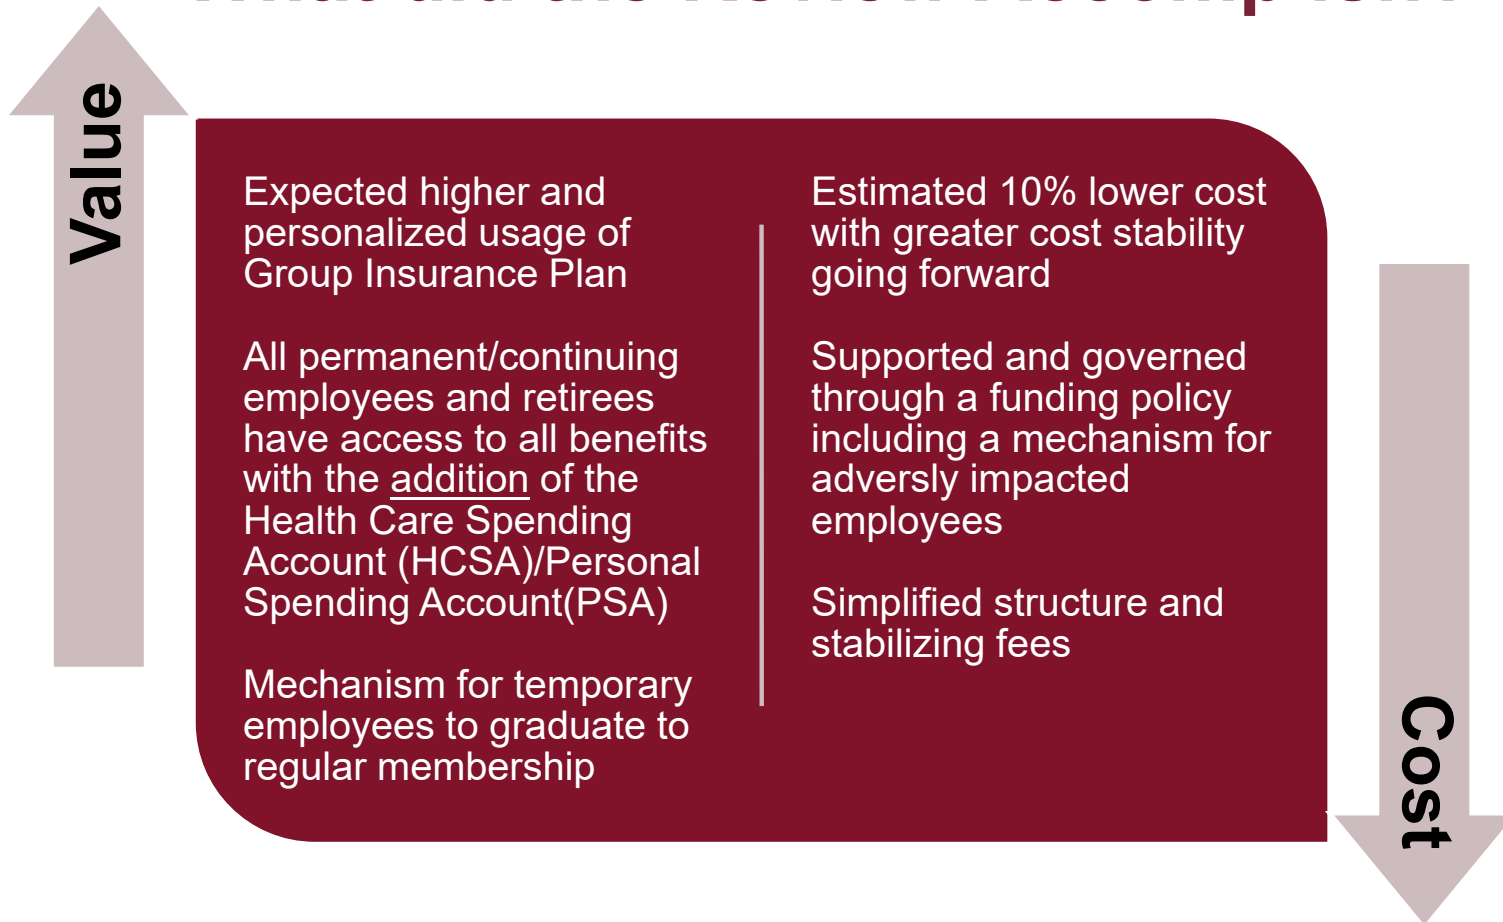 Value
Expected higher and
personalized usage of
Group Insurance Plan
All permanent/continuing
employees and retirees
have access to all benefits
with the addition of the
Health Care Spending
Account (HCSA)/Personal
Spending Account(PSA)
Mechanism for temporary
employees to graduate to
regular membership
Estimated 10% lower cost
with greater cost stability
going forward
Supported and governed
through a funding policy
including a mechanism for
adversly impacted
employees
Simplified structure and
stabilizing fees
Cost